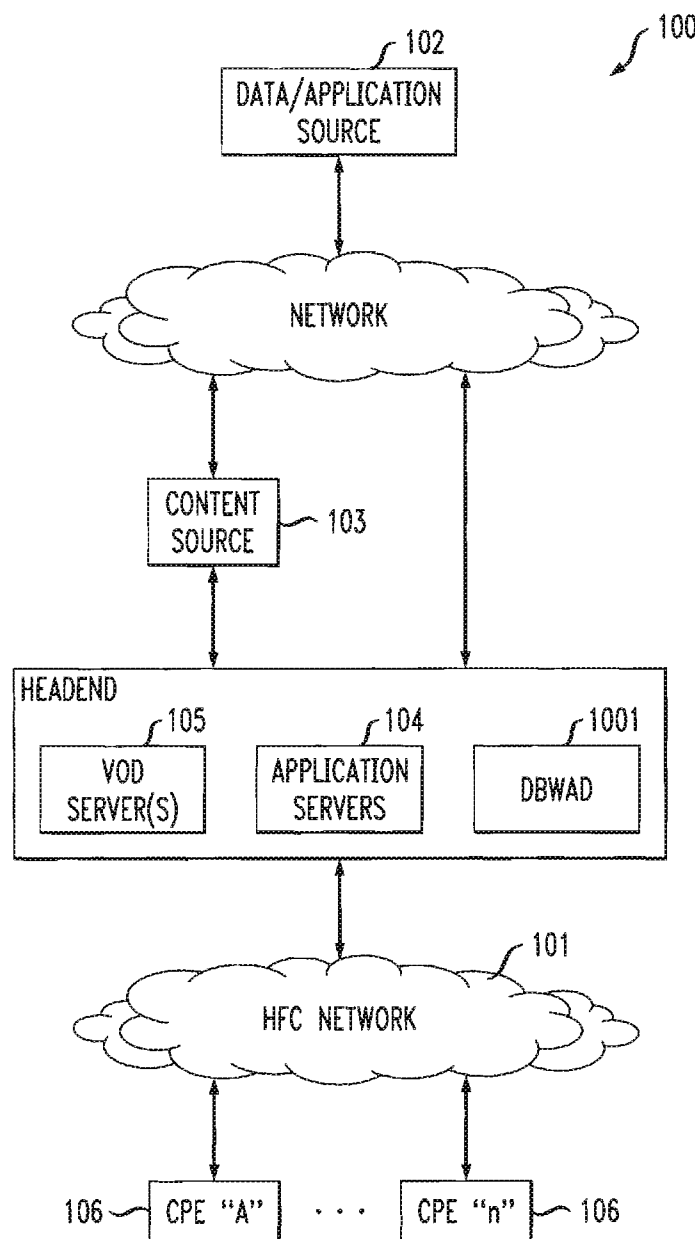 100
102
DATA/APPLICATION
SOURCE
NETWORK
CONTENT
SOURCE
103
HEADEND
105
104
1001
VOD
SERVER(S)
APPLICATION
SERVERS
DBWAD
101
HFC NETWORK
106
CPE "A"
. . .
CPE "n"
106